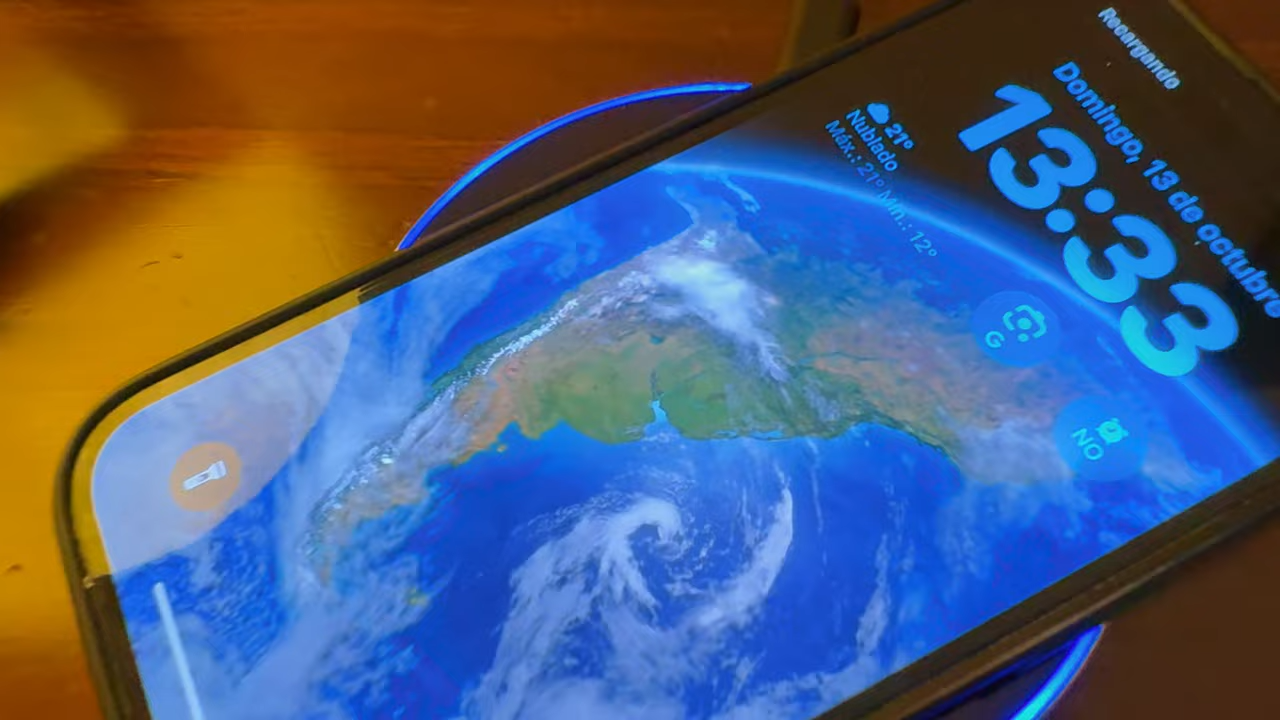 Recargando
Domingo, 13 de octubre
13:33
21°
Nublado
Máx.: 21° Mín.: 12°
G
NO